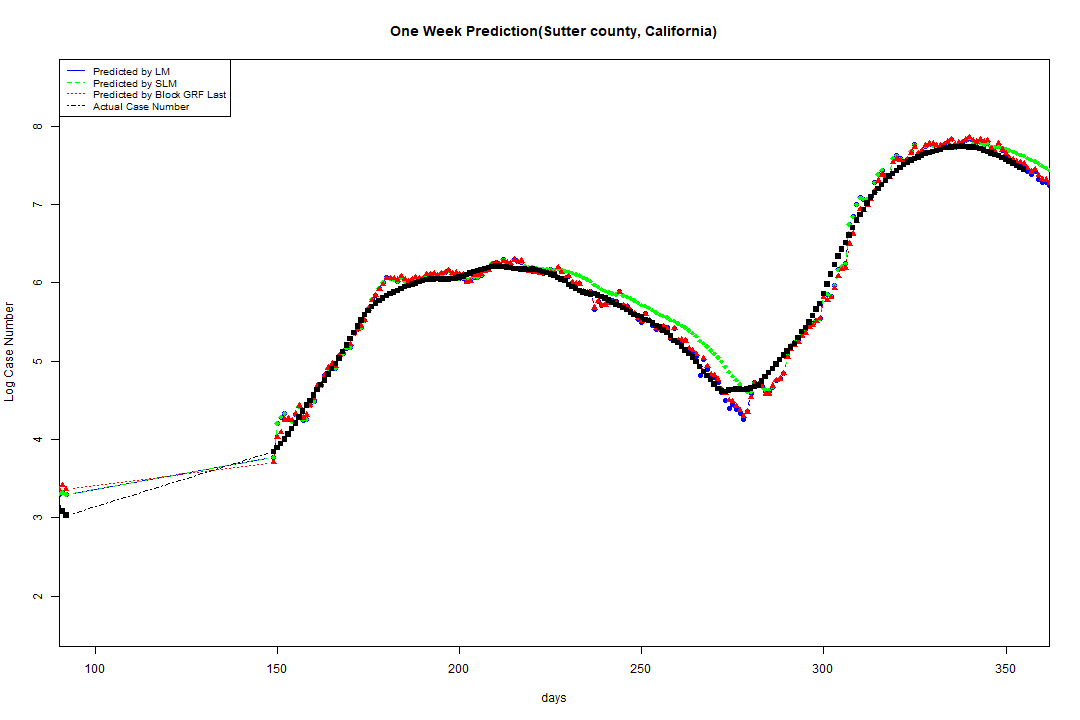 One Week Prediction(Sutter county, California)
Predicted by LM
Predicted by SLM
Predicted by Block GRF Last
Actual Case Number
8
7
6
5
4
3
2
Log Case Number
100 150 200 250 300 350
days